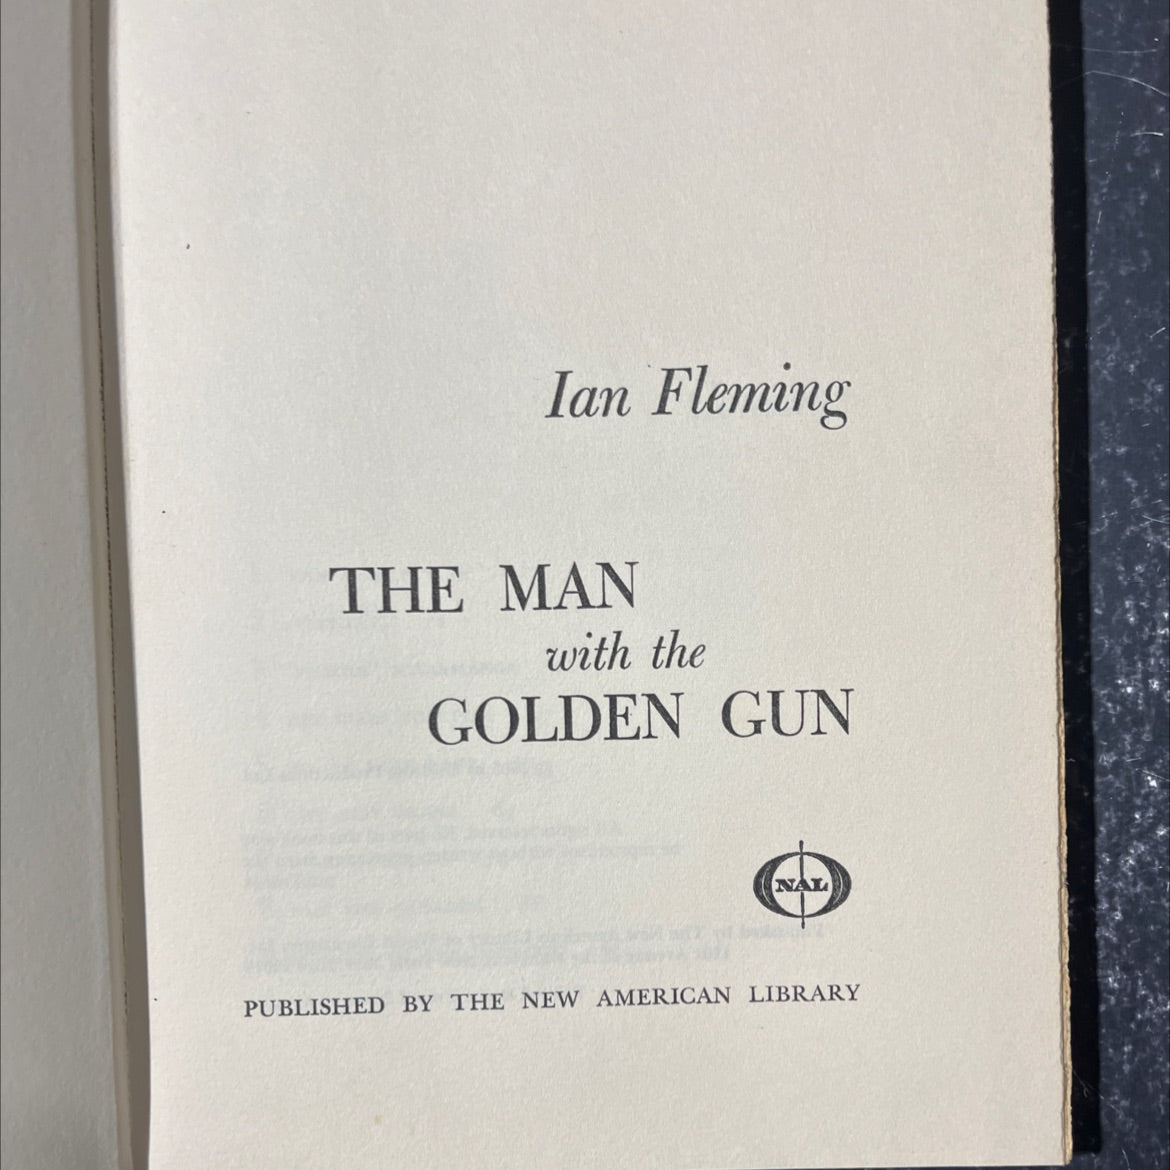 Ian Fleming
THE MAN
with the
GOLDEN GUN
NAL
PUBLISHED BY THE NEW AMERICAN LIBRARY